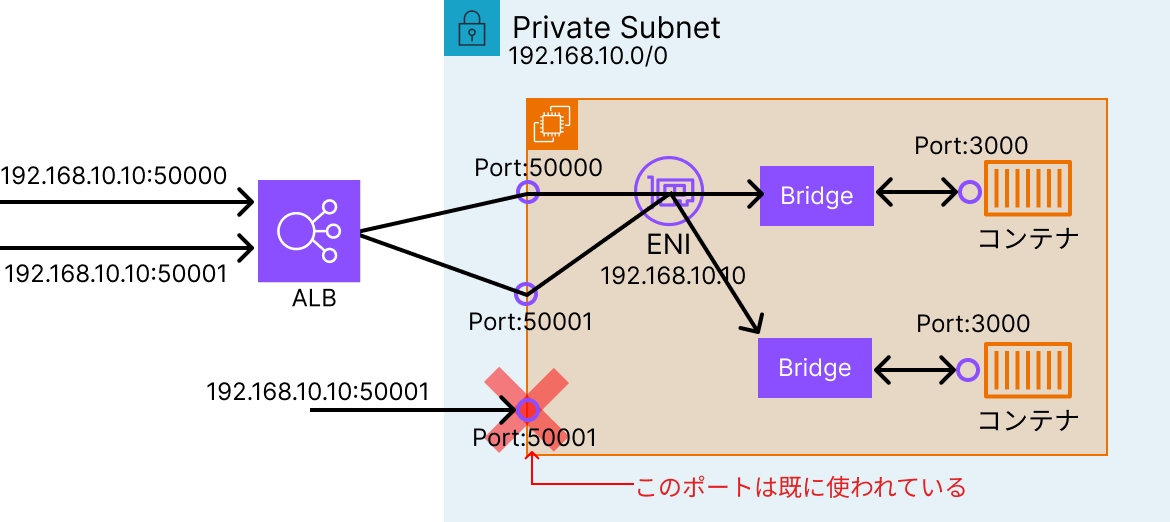 Private Subnet
192.168.10.0/0
Port:3000
Port:50000
192.168.10.10:50000
Bridge
コンテナ
ENI
192.168.10.10
192.168.10.10:50001
ALB
Port:50001
Port:3000
Bridge
192.168.10.10:50001
コンテナ
Port:50001
このポートは既に使われている